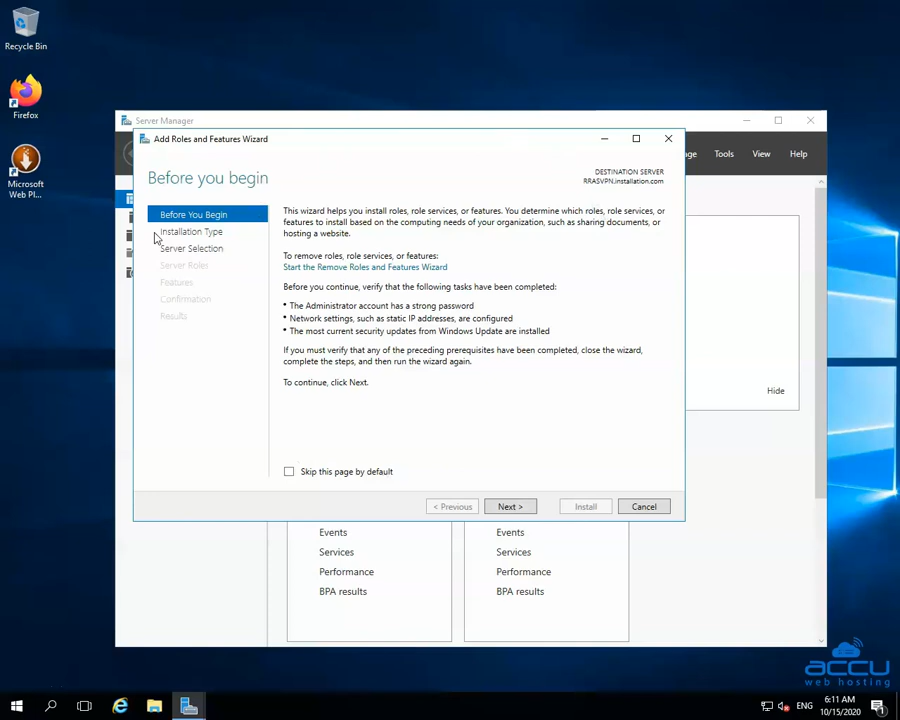 Recycle Bin
Firefox
Microsoft
Web Pl...
Server Manager
Tools
View
Help
Add Roles and Features Wizard
Before you begin
DESTINATION SERVER
RRASVPN.installation.com
Before You Begin
Installation Type
Server Selection
Server Roles
Features
Confirmation
Results
This wizard helps you install roles, role services, or features. You determine which roles, role services, or
features to install based on the computing needs of your organization, such as sharing documents, or
hosting a website.
To remove roles, role services, or features:
Start the Remove Roles and Features Wizard
Before you continue, verify that the following tasks have been completed:
• The Administrator account has a strong password
• Network settings, such as static IP addresses, are configured
• The most current security updates from Windows Update are installed
If you must verify that any of the preceding prerequisites have been completed, close the wizard,
complete the steps, and then run the wizard again.
To continue, click Next.
Skip this page by default
< Previous
Next >
Install
Cancel
Hide
Events
Services
Performance
BPA results
Events
Services
Performance
BPA results
accu
web hosting
ENG
6:11 AM
10/15/2020
1